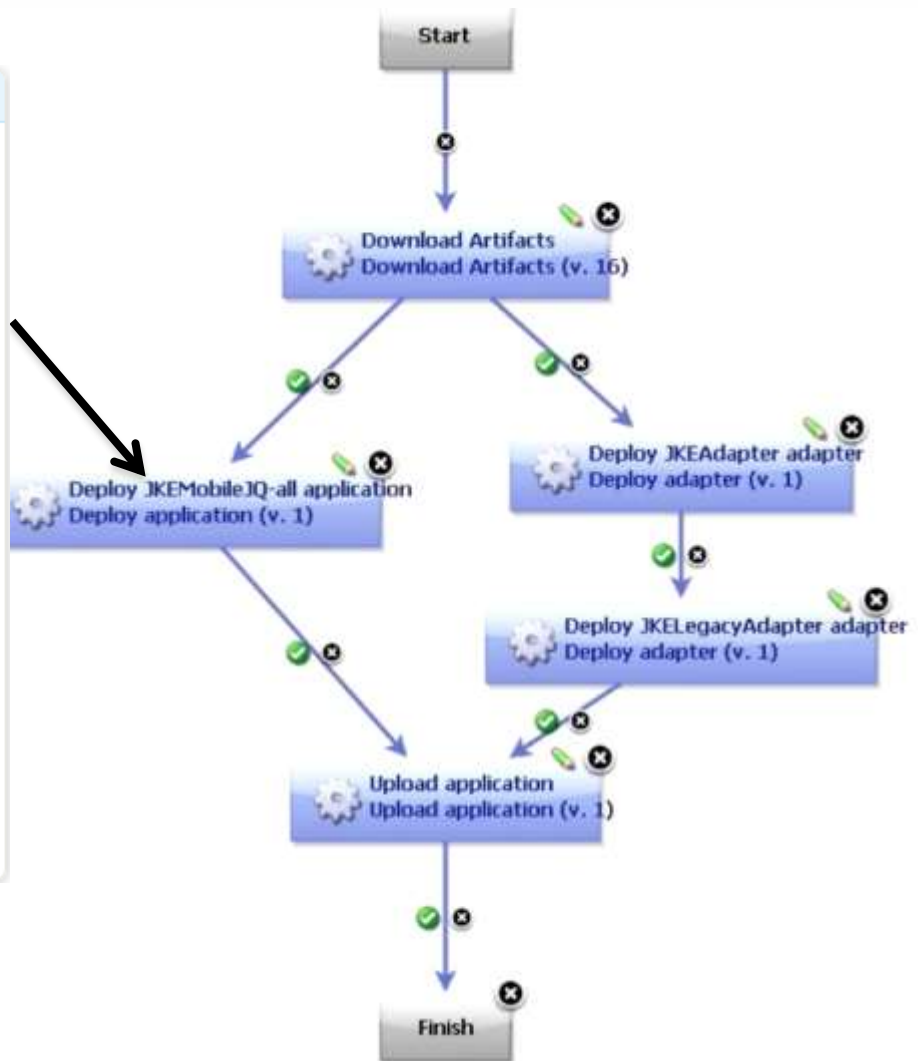 Start
Download Artifacts
Download Artifacts (v. 16)
Deploy JKEMobileJQ-all application
Deploy application (v. 1)
Deploy JKEAdapter adapter
Deploy adapter (v. 1)
Deploy JKELegacyAdapter adapter
Deploy adapter (v. 1)
Upload application
Upload application (v. 1)
Finish